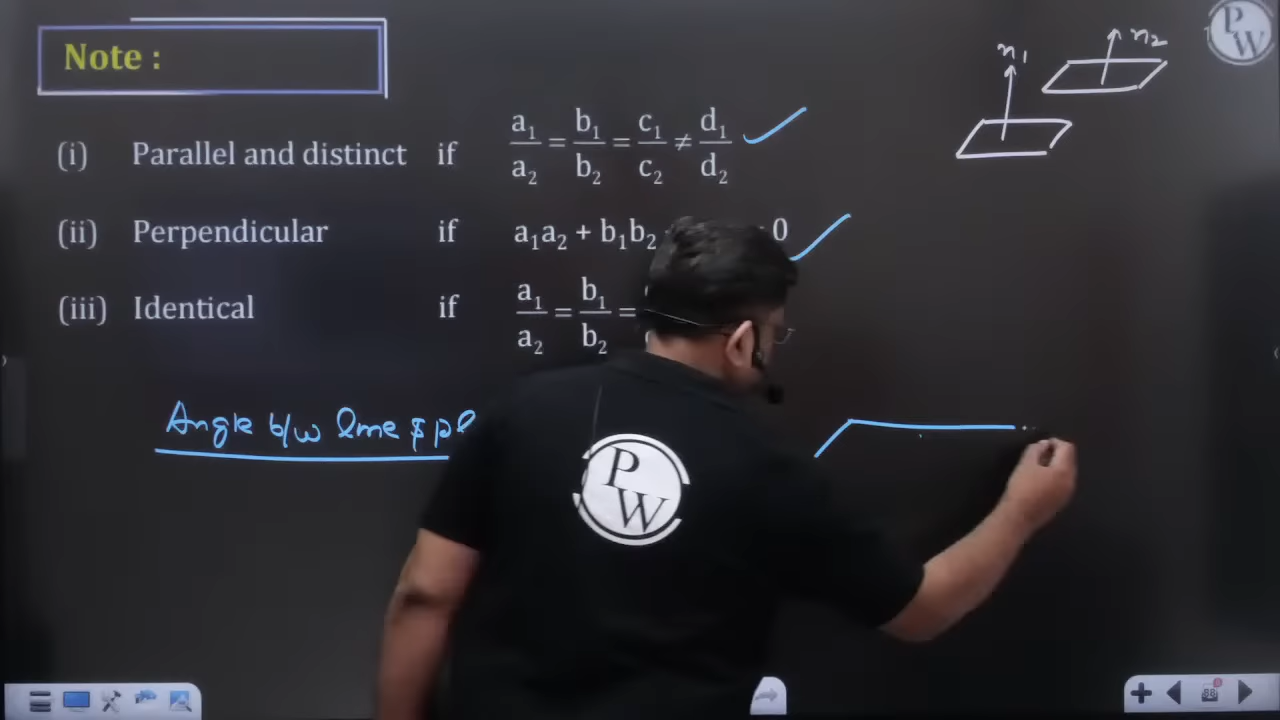 Note :
n₁ n₂
PW
(i) Parallel and distinct if a₁/a₂ = b₁/b₂ = c₁/c₂ ≠ d₁/d₂
(ii) Perpendicular if a₁a₂ + b₁b₂ 0
(iii) Identical if a₁/a₂ = b₁/b₂ =
Angle b/w line &
PW
88